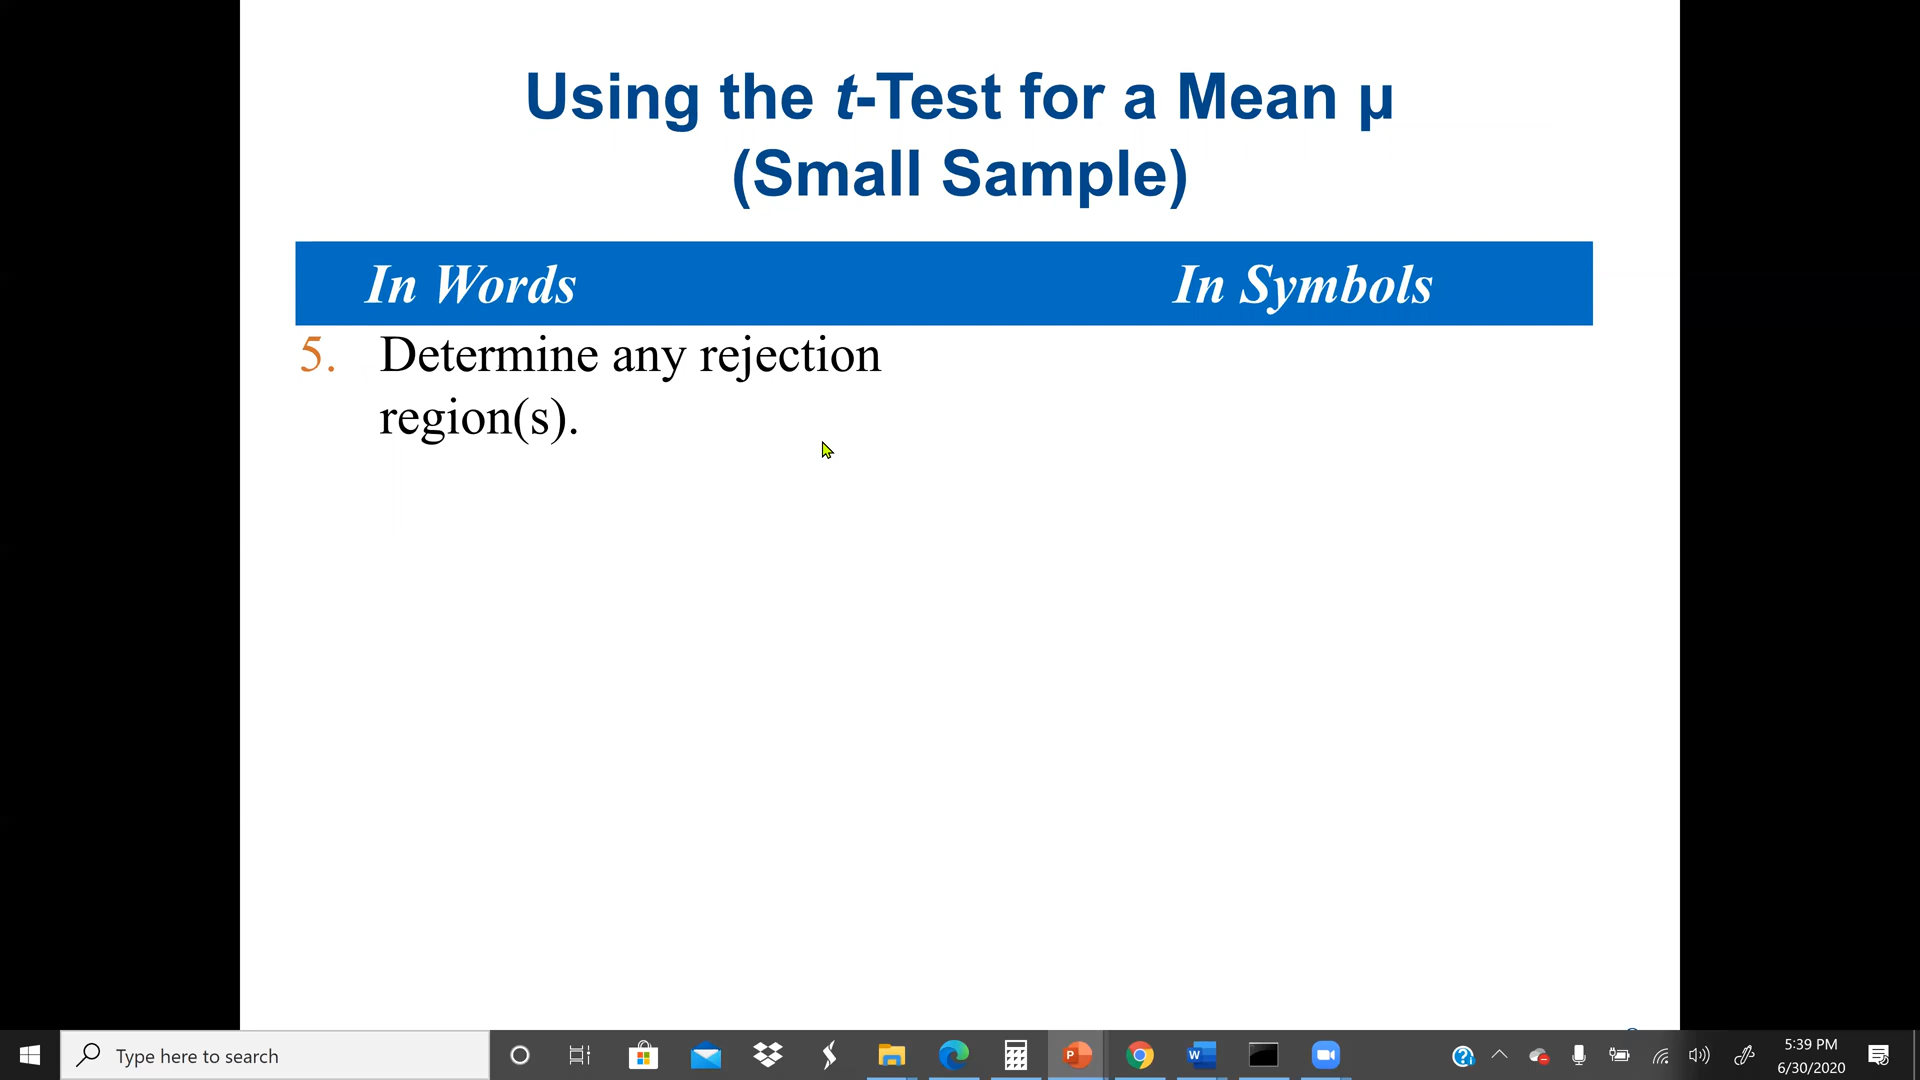 Using the t-Test for a Mean μ
(Small Sample)
In Words In Symbols
5. Determine any rejection
region(s).
Type here to search
5:39 PM
6/30/2020